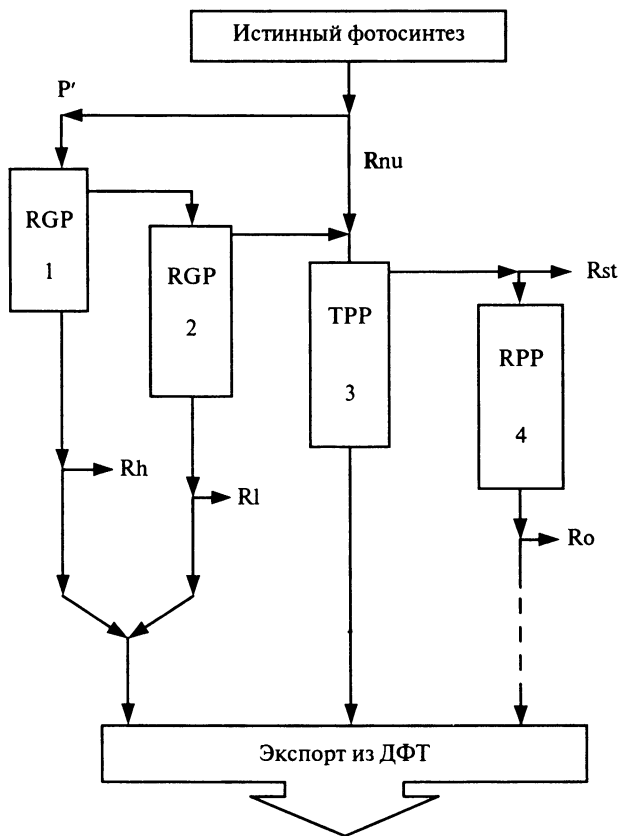 Истинный фотосинтез
P′
Rnu
RGP
1
RGP
2
TPP
3
Rst
RPP
4
Rh
Rl
Ro
Экспорт из ДФТ